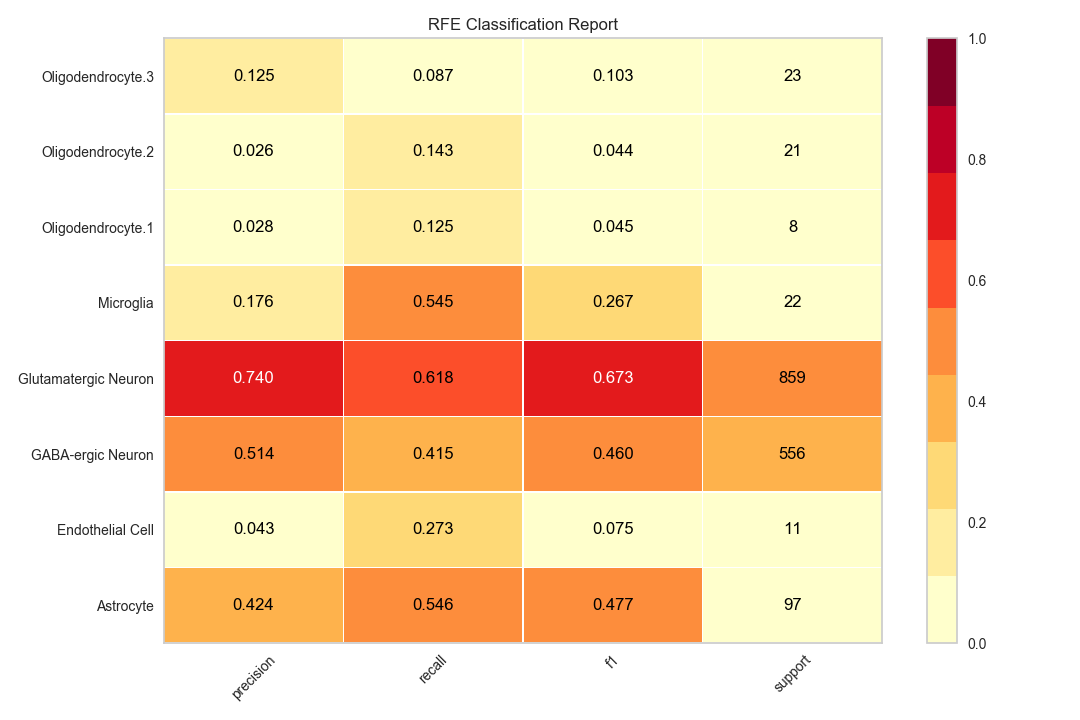 RFE Classification Report
Oligodendrocyte.3 0.125 0.087 0.103 23
Oligodendrocyte.2 0.026 0.143 0.044 21
Oligodendrocyte.1 0.028 0.125 0.045 8
Microglia 0.176 0.545 0.267 22
Glutamatergic Neuron 0.740 0.618 0.673 859
GABA-ergic Neuron 0.514 0.415 0.460 556
Endothelial Cell 0.043 0.273 0.075 11
Astrocyte 0.424 0.546 0.477 97
precision recall f1 support
1.0
0.8
0.6
0.4
0.2
0.0